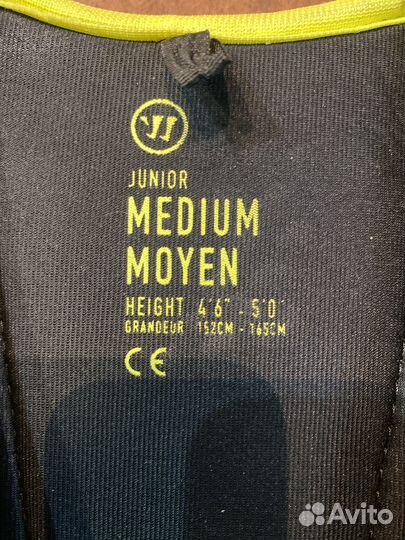 JUNIOR
MEDIUM
MOYEN
HEIGHT 4'6" - 5'0"
GRANDEUR 152CM - 165CM
CE
Avito